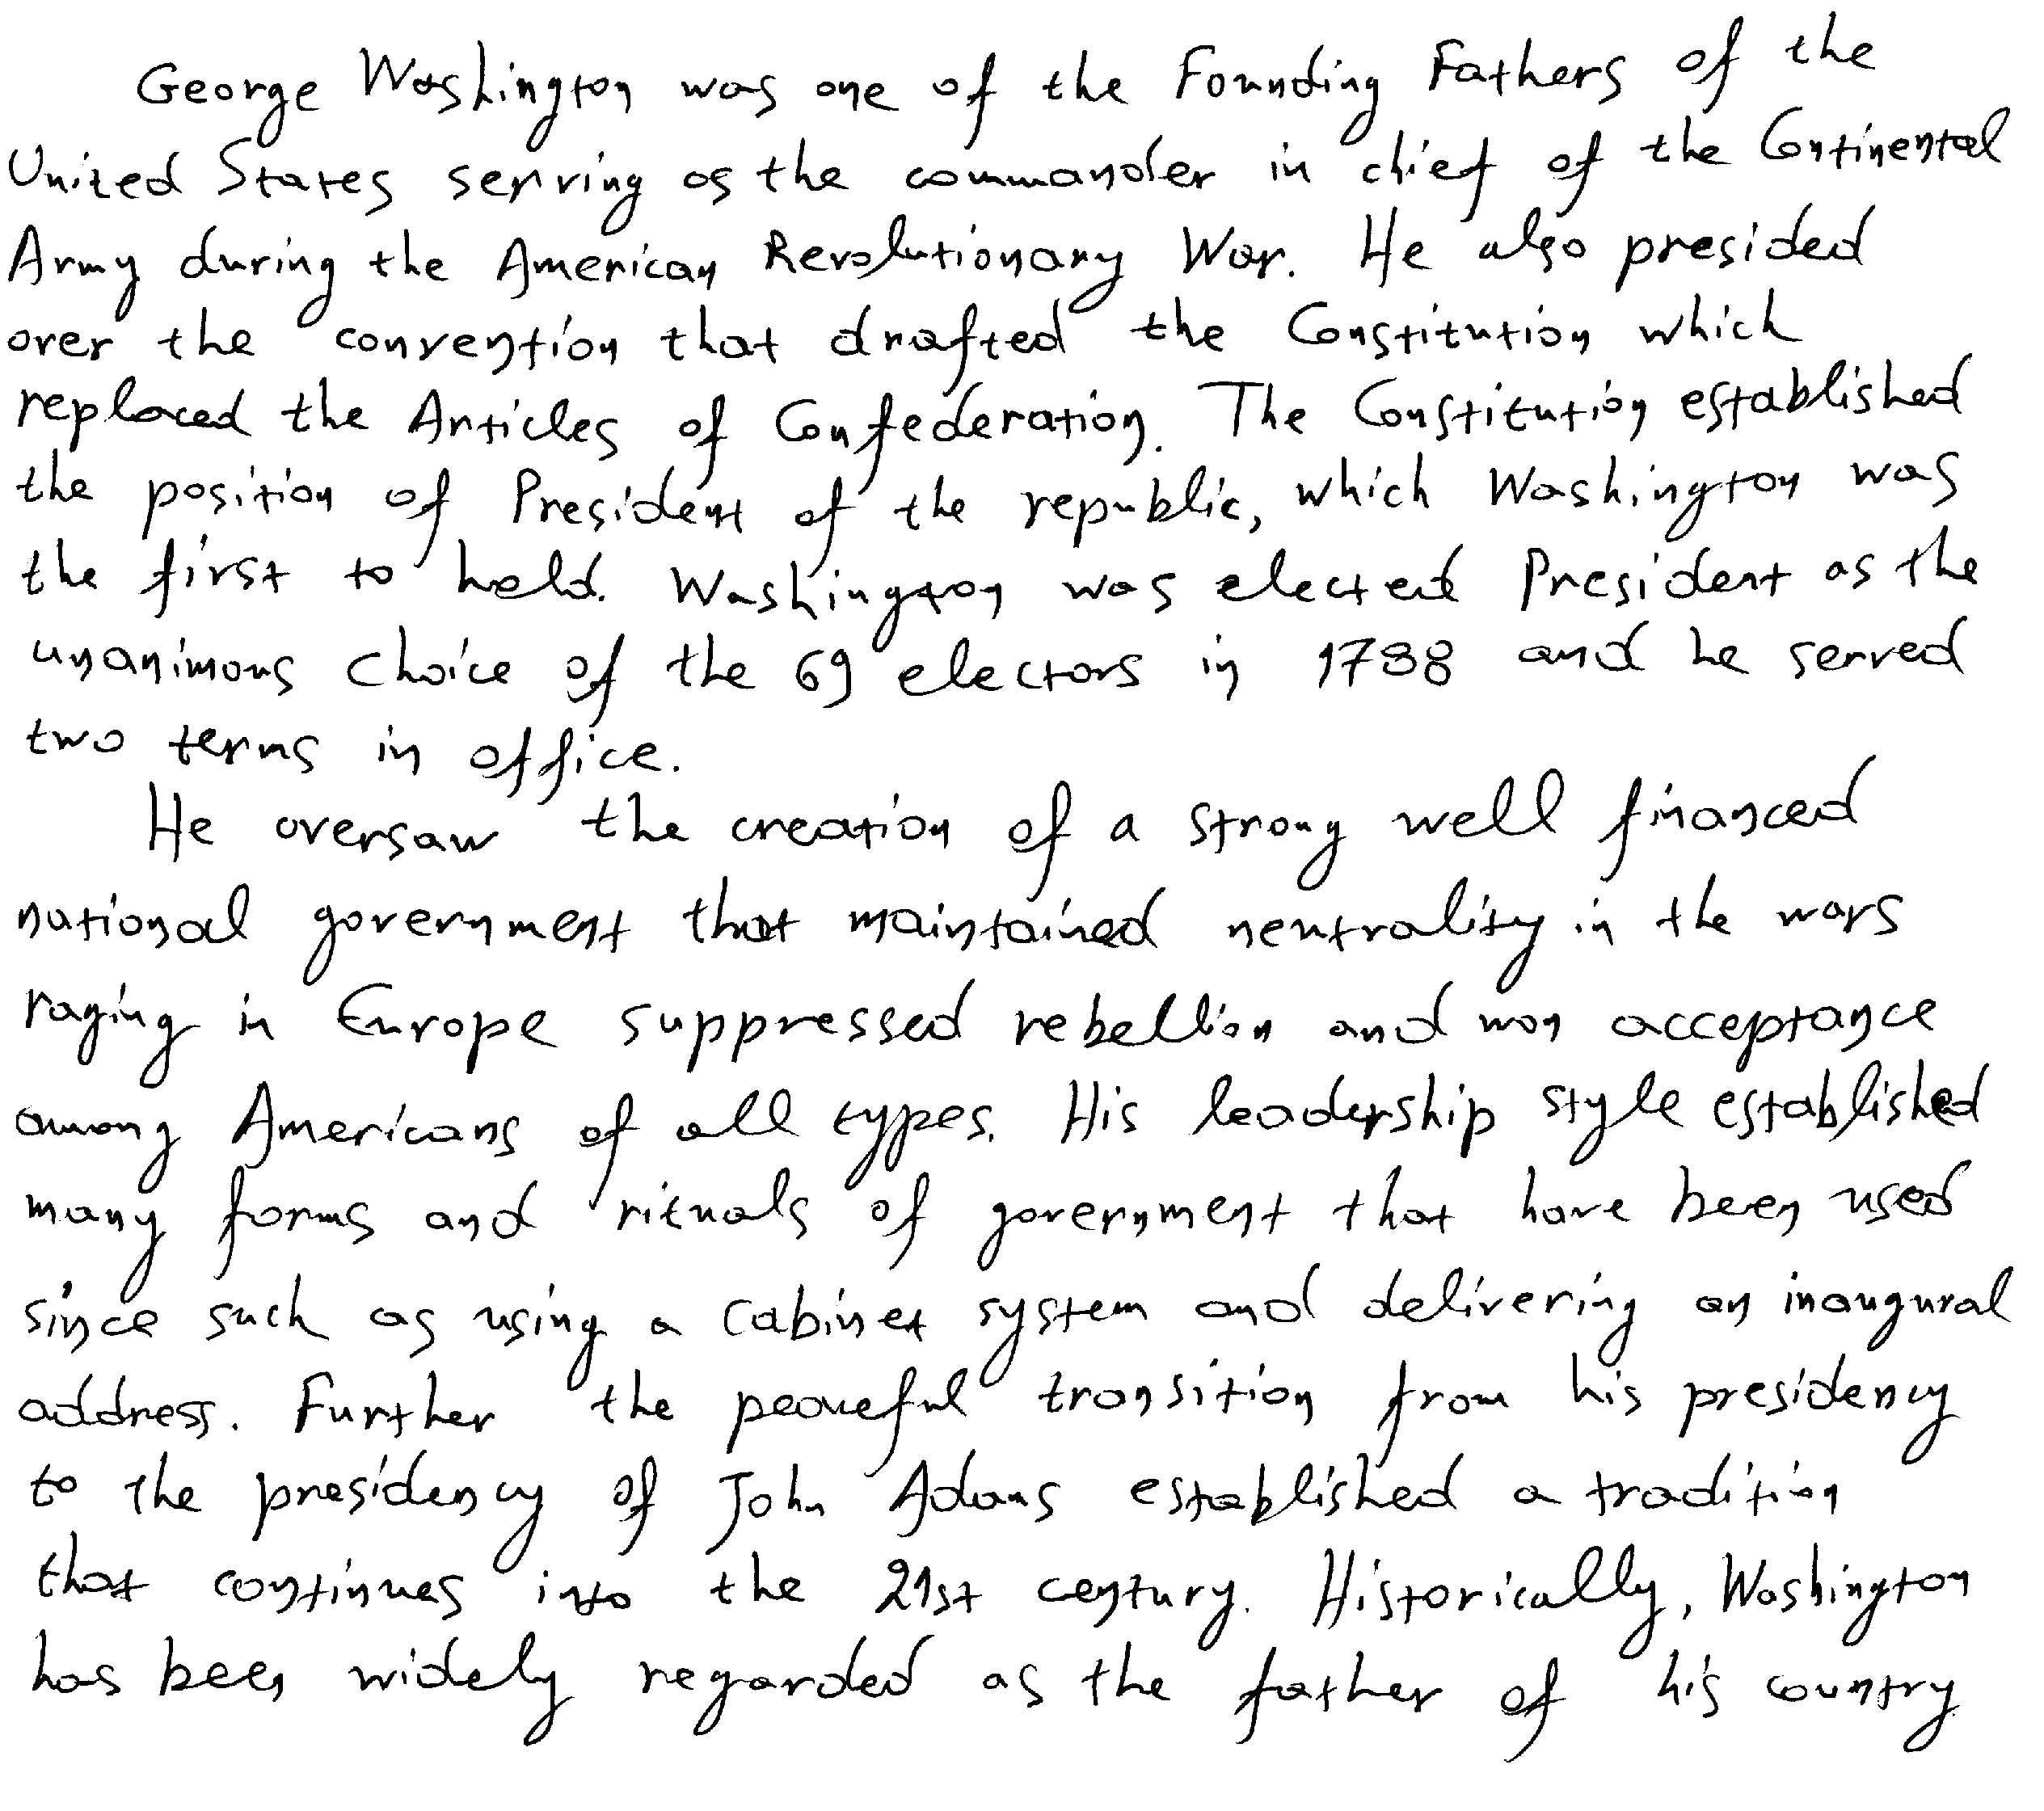 George Washington was one of the Founding Fathers of the
United States serving as the commander in chief of the Continental
Army during the American Revolutionary War. He also presided
over the convention that drafted the Constitution which
replaced the Articles of Confederation. The Constitution established
the position of President of the republic, which Washington was
the first to hold. Washington was elected President as the
unanimous choice of the 69 electors in 1788 and he served
two terms in office.
He oversaw the creation of a strong well financed
national government that maintained neutrality in the wars
raging in Europe suppressed rebellion and won acceptance
among Americans of all types. His leadership style established
many forms and rituals of government that have been used
since such as using a cabinet system and delivering an inaugural
address. Further the peaceful transition from his presidency
to the presidency of John Adams established a tradition
that continues into the 21st century. Historically, Washington
has been widely regarded as the father of his country